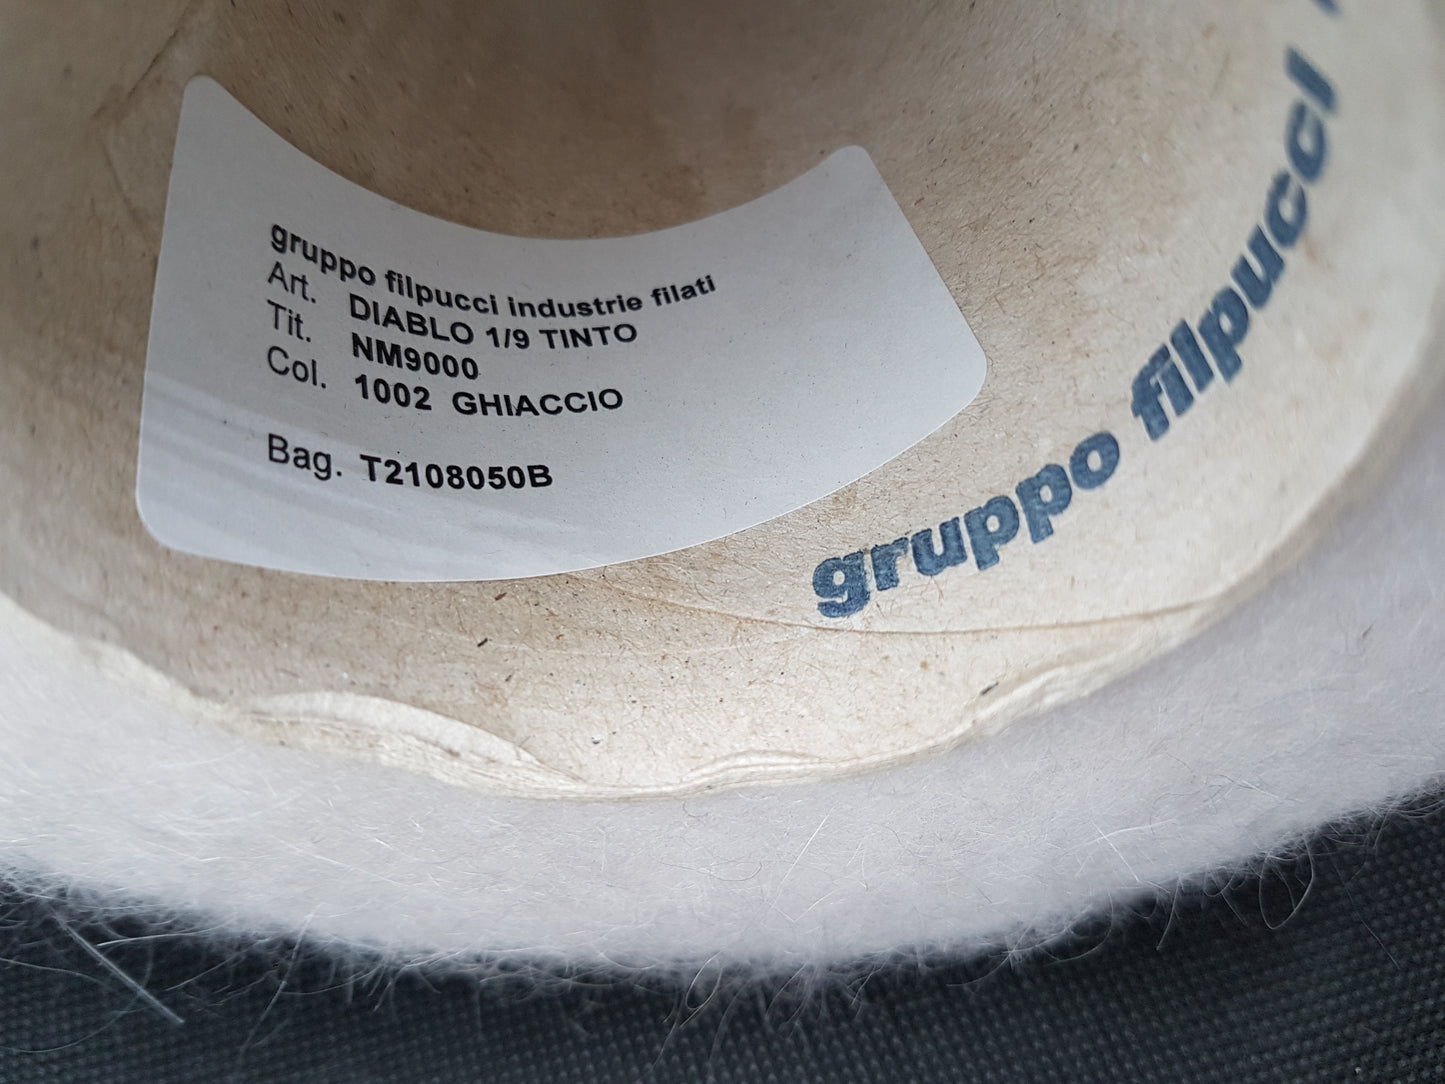 gruppo filpucci industrie filati
Art. DIABLO 1/9 TINTO
Tit. NM9000
Col. 1002 GHIACCIO
Bag. T2108050B
gruppo filpucci